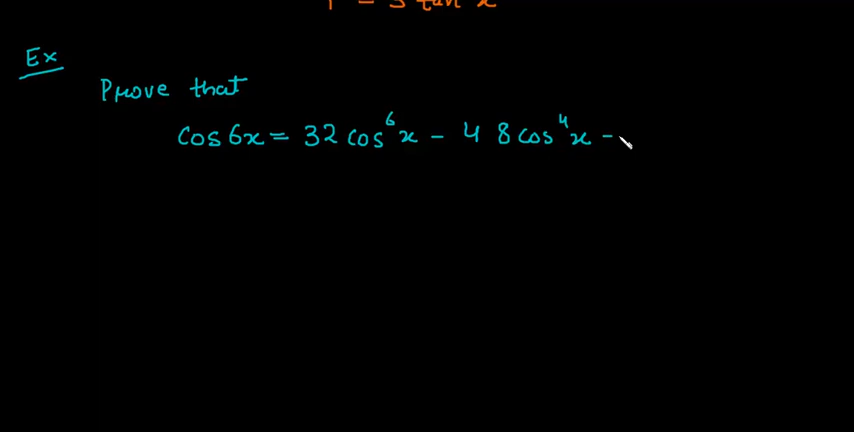 Ex
Prove that
cos 6x = 32 cos⁶x - 48 cos⁴x -